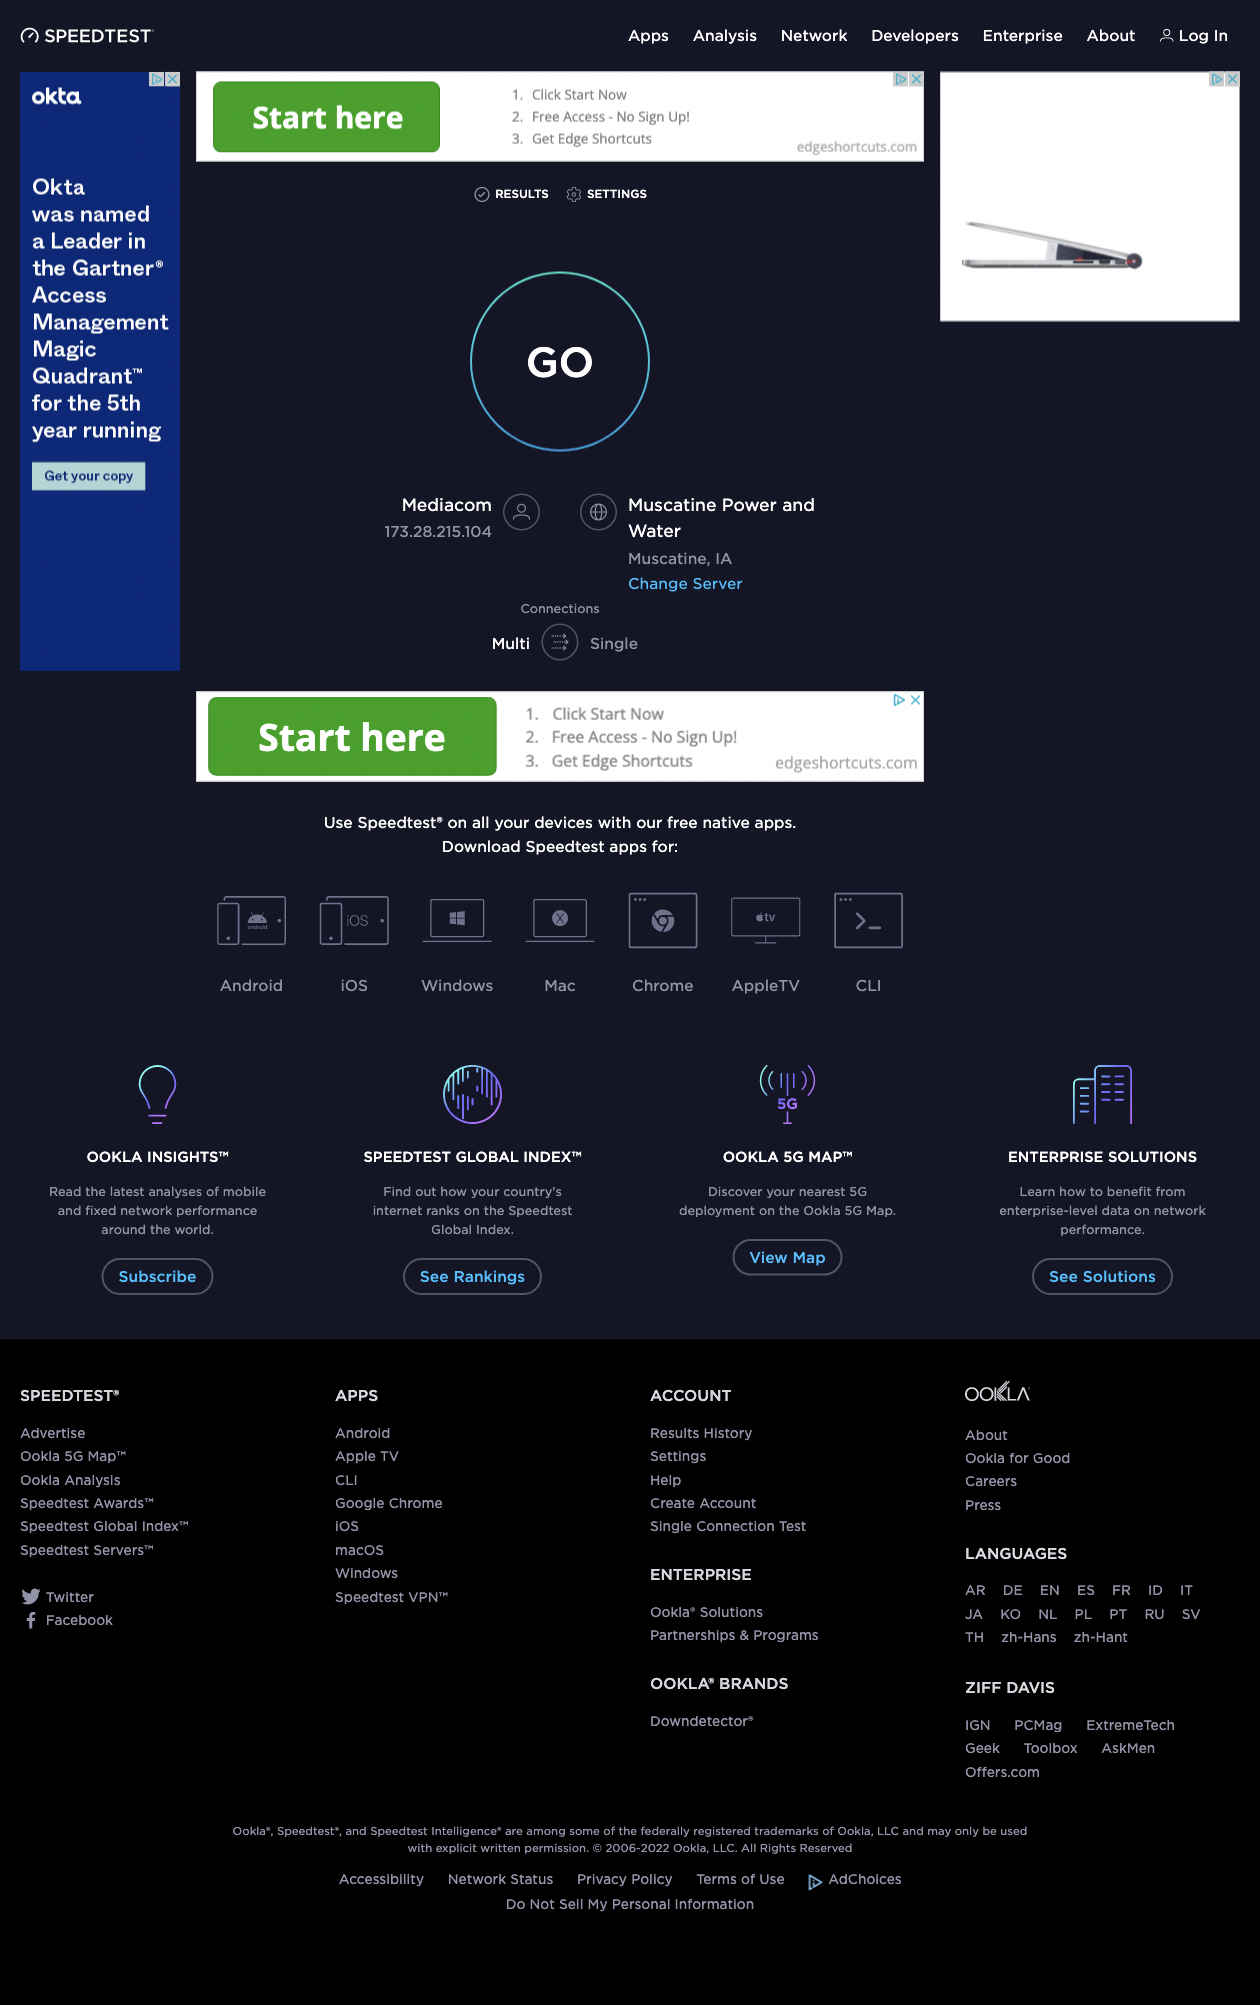 SPEEDTEST
Apps Analysis Network Developers Enterprise About Log In
okta
Okta
was named
a Leader in
the Gartner®
Access
Management
Magic
Quadrant™
for the 5th
year running
Get your copy
Start here
1. Click Start Now
2. Free Access - No Sign Up!
3. Get Edge Shortcuts
edgeshortcuts.com
RESULTS SETTINGS
GO
Mediacom
173.28.215.104
Muscatine Power and
Water
Muscatine, IA
Change Server
Connections
Multi Single
Start here
1. Click Start Now
2. Free Access - No Sign Up!
3. Get Edge Shortcuts
edgeshortcuts.com
Use Speedtest® on all your devices with our free native apps.
Download Speedtest apps for:
android
iOS
X
tv
Android iOS Windows Mac Chrome AppleTV CLI
5G
OOKLA INSIGHTS™
Read the latest analyses of mobile
and fixed network performance
around the world.
Subscribe
SPEEDTEST GLOBAL INDEX™
Find out how your country's
internet ranks on the Speedtest
Global Index.
See Rankings
OOKLA 5G MAP™
Discover your nearest 5G
deployment on the Ookla 5G Map.
View Map
ENTERPRISE SOLUTIONS
Learn how to benefit from
enterprise-level data on network
performance.
See Solutions
SPEEDTEST®
Advertise
Ookla 5G Map™
Ookla Analysis
Speedtest Awards™
Speedtest Global Index™
Speedtest Servers™
Twitter
Facebook
APPS
Android
Apple TV
CLI
Google Chrome
iOS
macOS
Windows
Speedtest VPN™
ACCOUNT
Results History
Settings
Help
Create Account
Single Connection Test
ENTERPRISE
Ookla® Solutions
Partnerships & Programs
OOKLA® BRANDS
Downdetector®
OOKLA
About
Ookla for Good
Careers
Press
LANGUAGES
AR DE EN ES FR ID IT
JA KO NL PL PT RU SV
TH zh-Hans zh-Hant
ZIFF DAVIS
IGN PCMag ExtremeTech
Geek Toolbox AskMen
Offers.com
Ookla®, Speedtest®, and Speedtest Intelligence® are among some of the federally registered trademarks of Ookla, LLC and may only be used
with explicit written permission. © 2006-2022 Ookla, LLC. All Rights Reserved
Accessibility Network Status Privacy Policy Terms of Use AdChoices
Do Not Sell My Personal Information